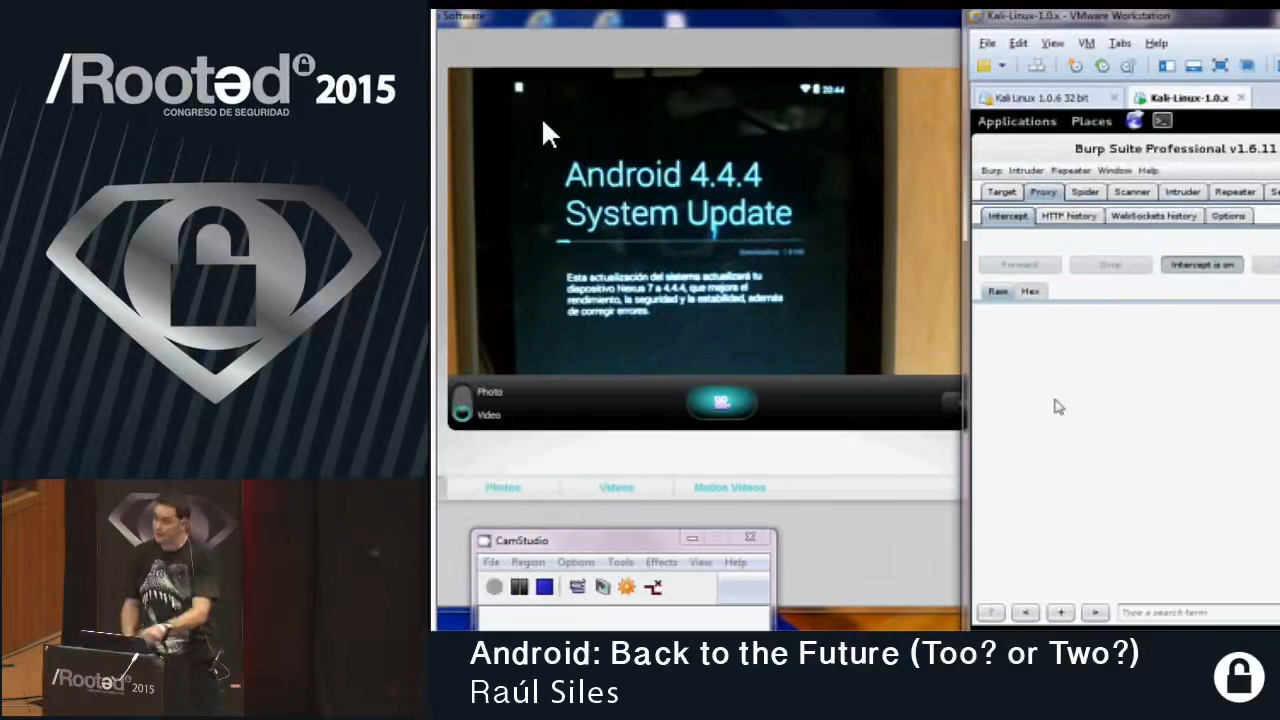 /Rootəd
2015
CONGRESO DE SEGURIDAD
Software
20:44
Android 4.4.4
System Update
Esta actualización del sistema actualizará tu
dispositivo Nexus 7 a 4.4.4, que mejora el
rendimiento, la seguridad y la estabilidad, además
de corregir errores.
Photo
Video
Photos Videos Motion Videos
CamStudio
File Region Options Tools Effects View Help
Kali-Linux-1.0.x - VMware Workstation
File Edit View VM Tabs Help
Kali Linux 1.0.6 32 bit Kali-Linux-1.0.x
Applications Places
Burp Suite Professional v1.6.11
Burp Intruder Repeater Window Help
Target Proxy Spider Scanner Intruder Repeater
Intercept HTTP history WebSockets history Options
Forward Drop Intercept is on
Raw Hex
? < + > Type a search term
/Rootəd
2015
Android: Back to the Future (Too? or Two?)
Raúl Siles